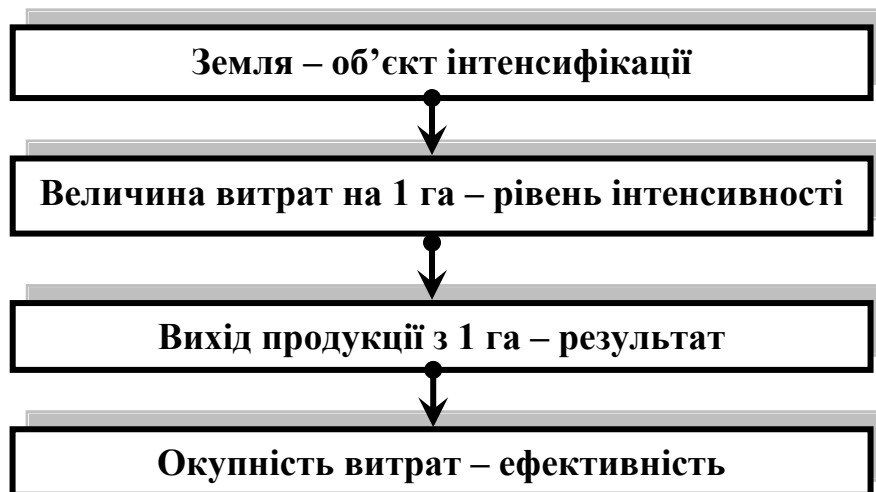 Земля – об’єкт інтенсифікації
Величина витрат на 1 га – рівень інтенсивності
Вихід продукції з 1 га – результат
Окупність витрат – ефективність